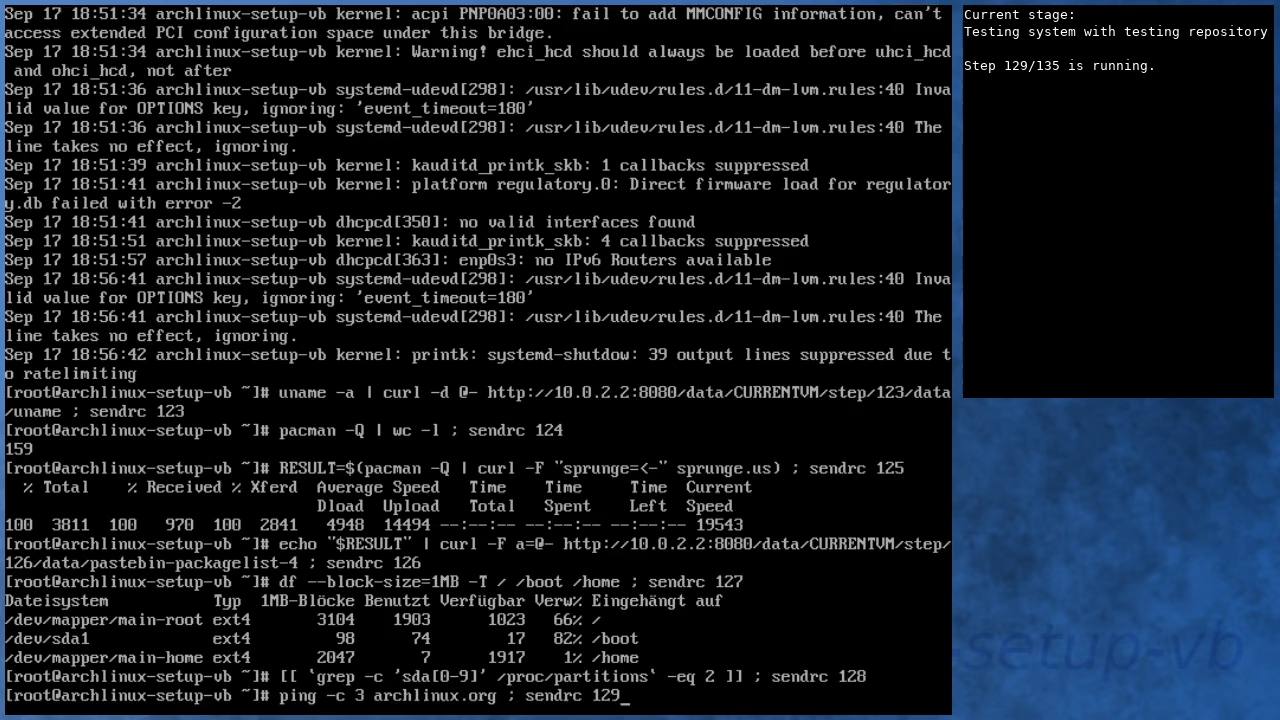 Sep 17 18:51:34 archlinux-setup-vb kernel: acpi PNP0A03:00: fail to add MMCONFIG information, can't
access extended PCI configuration space under this bridge.
Sep 17 18:51:34 archlinux-setup-vb kernel: Warning! ehci_hcd should always be loaded before uhci_hcd
 and ohci_hcd, not after
Sep 17 18:51:36 archlinux-setup-vb systemd-udevd[298]: /usr/lib/udev/rules.d/11-dm-lvm.rules:40 Inva
lid value for OPTIONS key, ignoring: 'event_timeout=180'
Sep 17 18:51:36 archlinux-setup-vb systemd-udevd[298]: /usr/lib/udev/rules.d/11-dm-lvm.rules:40 The
line takes no effect, ignoring.
Sep 17 18:51:39 archlinux-setup-vb kernel: kauditd_printk_skb: 1 callbacks suppressed
Sep 17 18:51:41 archlinux-setup-vb kernel: platform regulatory.0: Direct firmware load for regulator
y.db failed with error -2
Sep 17 18:51:41 archlinux-setup-vb dhcpcd[350]: no valid interfaces found
Sep 17 18:51:51 archlinux-setup-vb kernel: kauditd_printk_skb: 4 callbacks suppressed
Sep 17 18:51:57 archlinux-setup-vb dhcpcd[363]: enp0s3: no IPv6 Routers available
Sep 17 18:56:41 archlinux-setup-vb systemd-udevd[298]: /usr/lib/udev/rules.d/11-dm-lvm.rules:40 Inva
lid value for OPTIONS key, ignoring: 'event_timeout=180'
Sep 17 18:56:41 archlinux-setup-vb systemd-udevd[298]: /usr/lib/udev/rules.d/11-dm-lvm.rules:40 The
line takes no effect, ignoring.
Sep 17 18:56:42 archlinux-setup-vb kernel: printk: systemd-shutdow: 39 output lines suppressed due t
o ratelimiting
[root@archlinux-setup-vb ~]# uname -a | curl -d @- http://10.0.2.2:8080/data/CURRENTVM/step/123/data
/uname ; sendrc 123
[root@archlinux-setup-vb ~]# pacman -Q | wc -l ; sendrc 124
159
[root@archlinux-setup-vb ~]# RESULT=$(pacman -Q | curl -F "sprunge=<-" sprunge.us) ; sendrc 125
  % Total    % Received % Xferd  Average Speed   Time    Time     Time  Current
                                 Dload  Upload   Total   Spent    Left  Speed
100  3811  100   970  100  2841   4948  14494 --:--:-- --:--:-- --:--:-- 19543
[root@archlinux-setup-vb ~]# echo "$RESULT" | curl -F a=@- http://10.0.2.2:8080/data/CURRENTVM/step/
126/data/pastebin-packagelist-4 ; sendrc 126
[root@archlinux-setup-vb ~]# df --block-size=1MB -T / /boot /home ; sendrc 127
Dateisystem           Typ  1MB-Blöcke Benutzt Verfügbar Verw% Eingehängt auf
/dev/mapper/main-root ext4       3104    1903      1023   66% /
/dev/sda1             ext4         98      74        17   82% /boot
/dev/mapper/main-home ext4       2047       7      1917    1% /home
[root@archlinux-setup-vb ~]# [[ `grep -c 'sda[0-9]' /proc/partitions` -eq 2 ]] ; sendrc 128
[root@archlinux-setup-vb ~]# ping -c 3 archlinux.org ; sendrc 129_
Current stage:
Testing system with testing repository
Step 129/135 is running.
-setup-vb